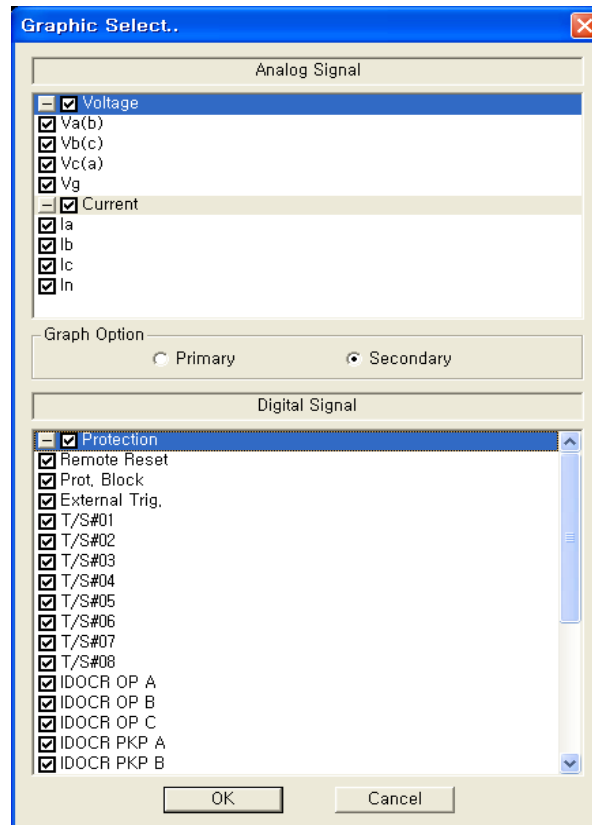 Graphic Select..
Analog Signal
Voltage
Va(b)
Vb(c)
Vc(a)
Vg
Current
Ia
Ib
Ic
In
Graph Option
Primary Secondary
Digital Signal
Protection
Remote Reset
Prot. Block
External Trig.
T/S#01
T/S#02
T/S#03
T/S#04
T/S#05
T/S#06
T/S#07
T/S#08
IDOCR OP A
IDOCR OP B
IDOCR OP C
IDOCR PKP A
IDOCR PKP B
OK Cancel